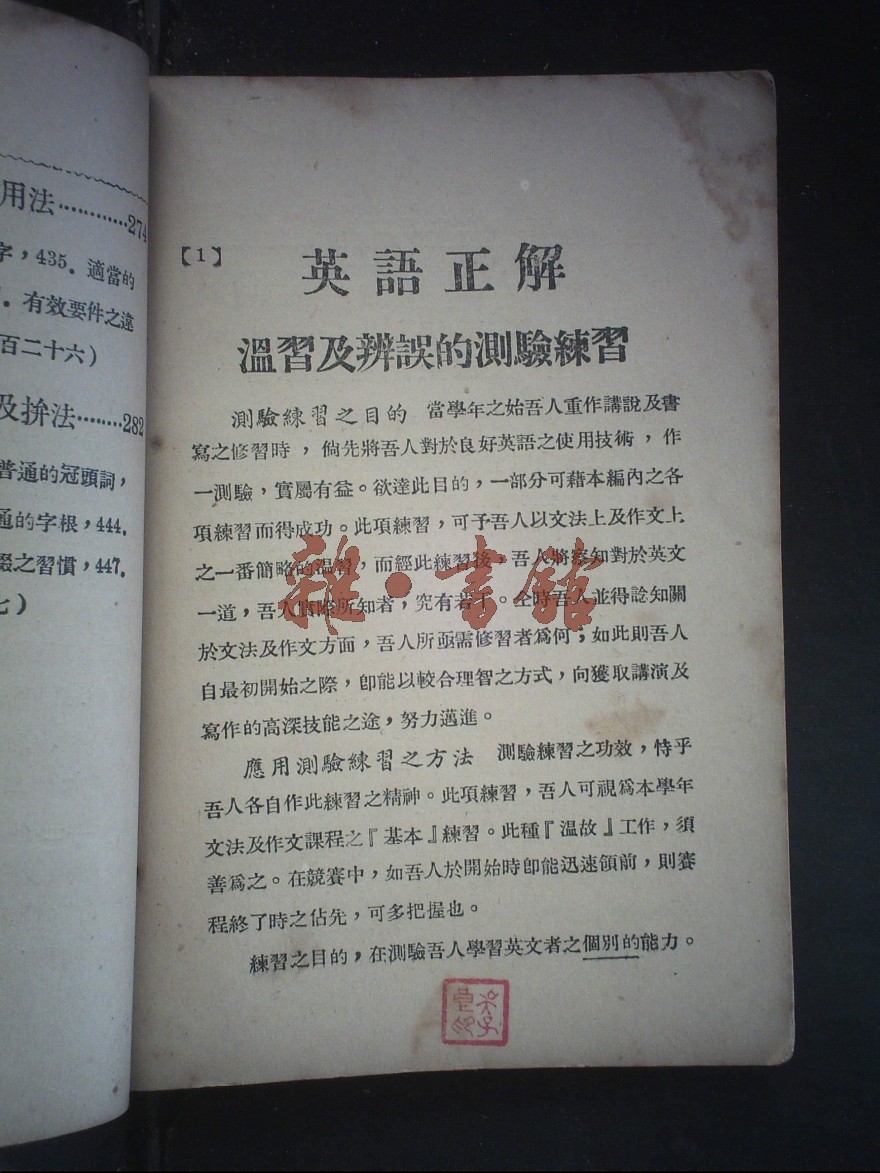 用法…………274
字，435. 適當的
. 有效要件之違
百二十六）
及拚法………282
普通的冠頭詞，
通的字根，444.
綴之習慣，447.
七）
【1】
英語正解
溫習及辨誤的測驗練習
測驗練習之目的 當學年之始吾人重作講說及書
寫之修習時，倘先將吾人對於良好英語之使用技術，作
一測驗，實屬有益。欲達此目的，一部分可藉本編內之各
項練習而得成功。此項練習，可予吾人以文法上及作文上
之一番簡略的溫習，而經此練習後，吾人將察知對於英文
一道，吾人實際所知者，究有若干。仝時吾人並得諗知關
於文法及作文方面，吾人所亟需修習者爲何；如此則吾人
自最初開始之際，卽能以較合理智之方式，向獲取講演及
寫作的高深技能之途，努力邁進。
應用測驗練習之方法 測驗練習之功效，恃乎
吾人各自作此練習之精神。此項練習，吾人可視爲本學年
文法及作文課程之『基本』練習。此種『溫故』工作，須
善爲之。在競賽中，如吾人於開始時卽能迅速領前，則賽
程終了時之佔先，可多把握也。
練習之目的，在測驗吾人學習英文者之個別的能力。
雜·書館